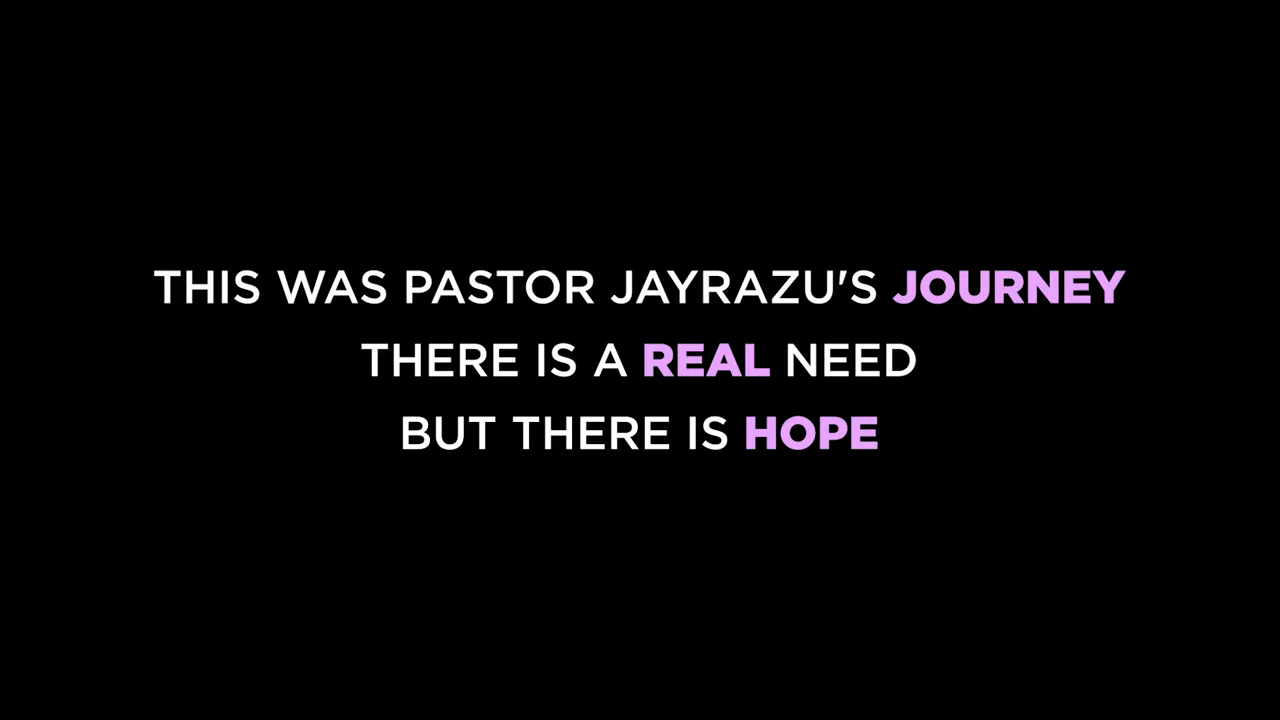 THIS WAS PASTOR JAYRAZU'S JOURNEY
THERE IS A REAL NEED
BUT THERE IS HOPE